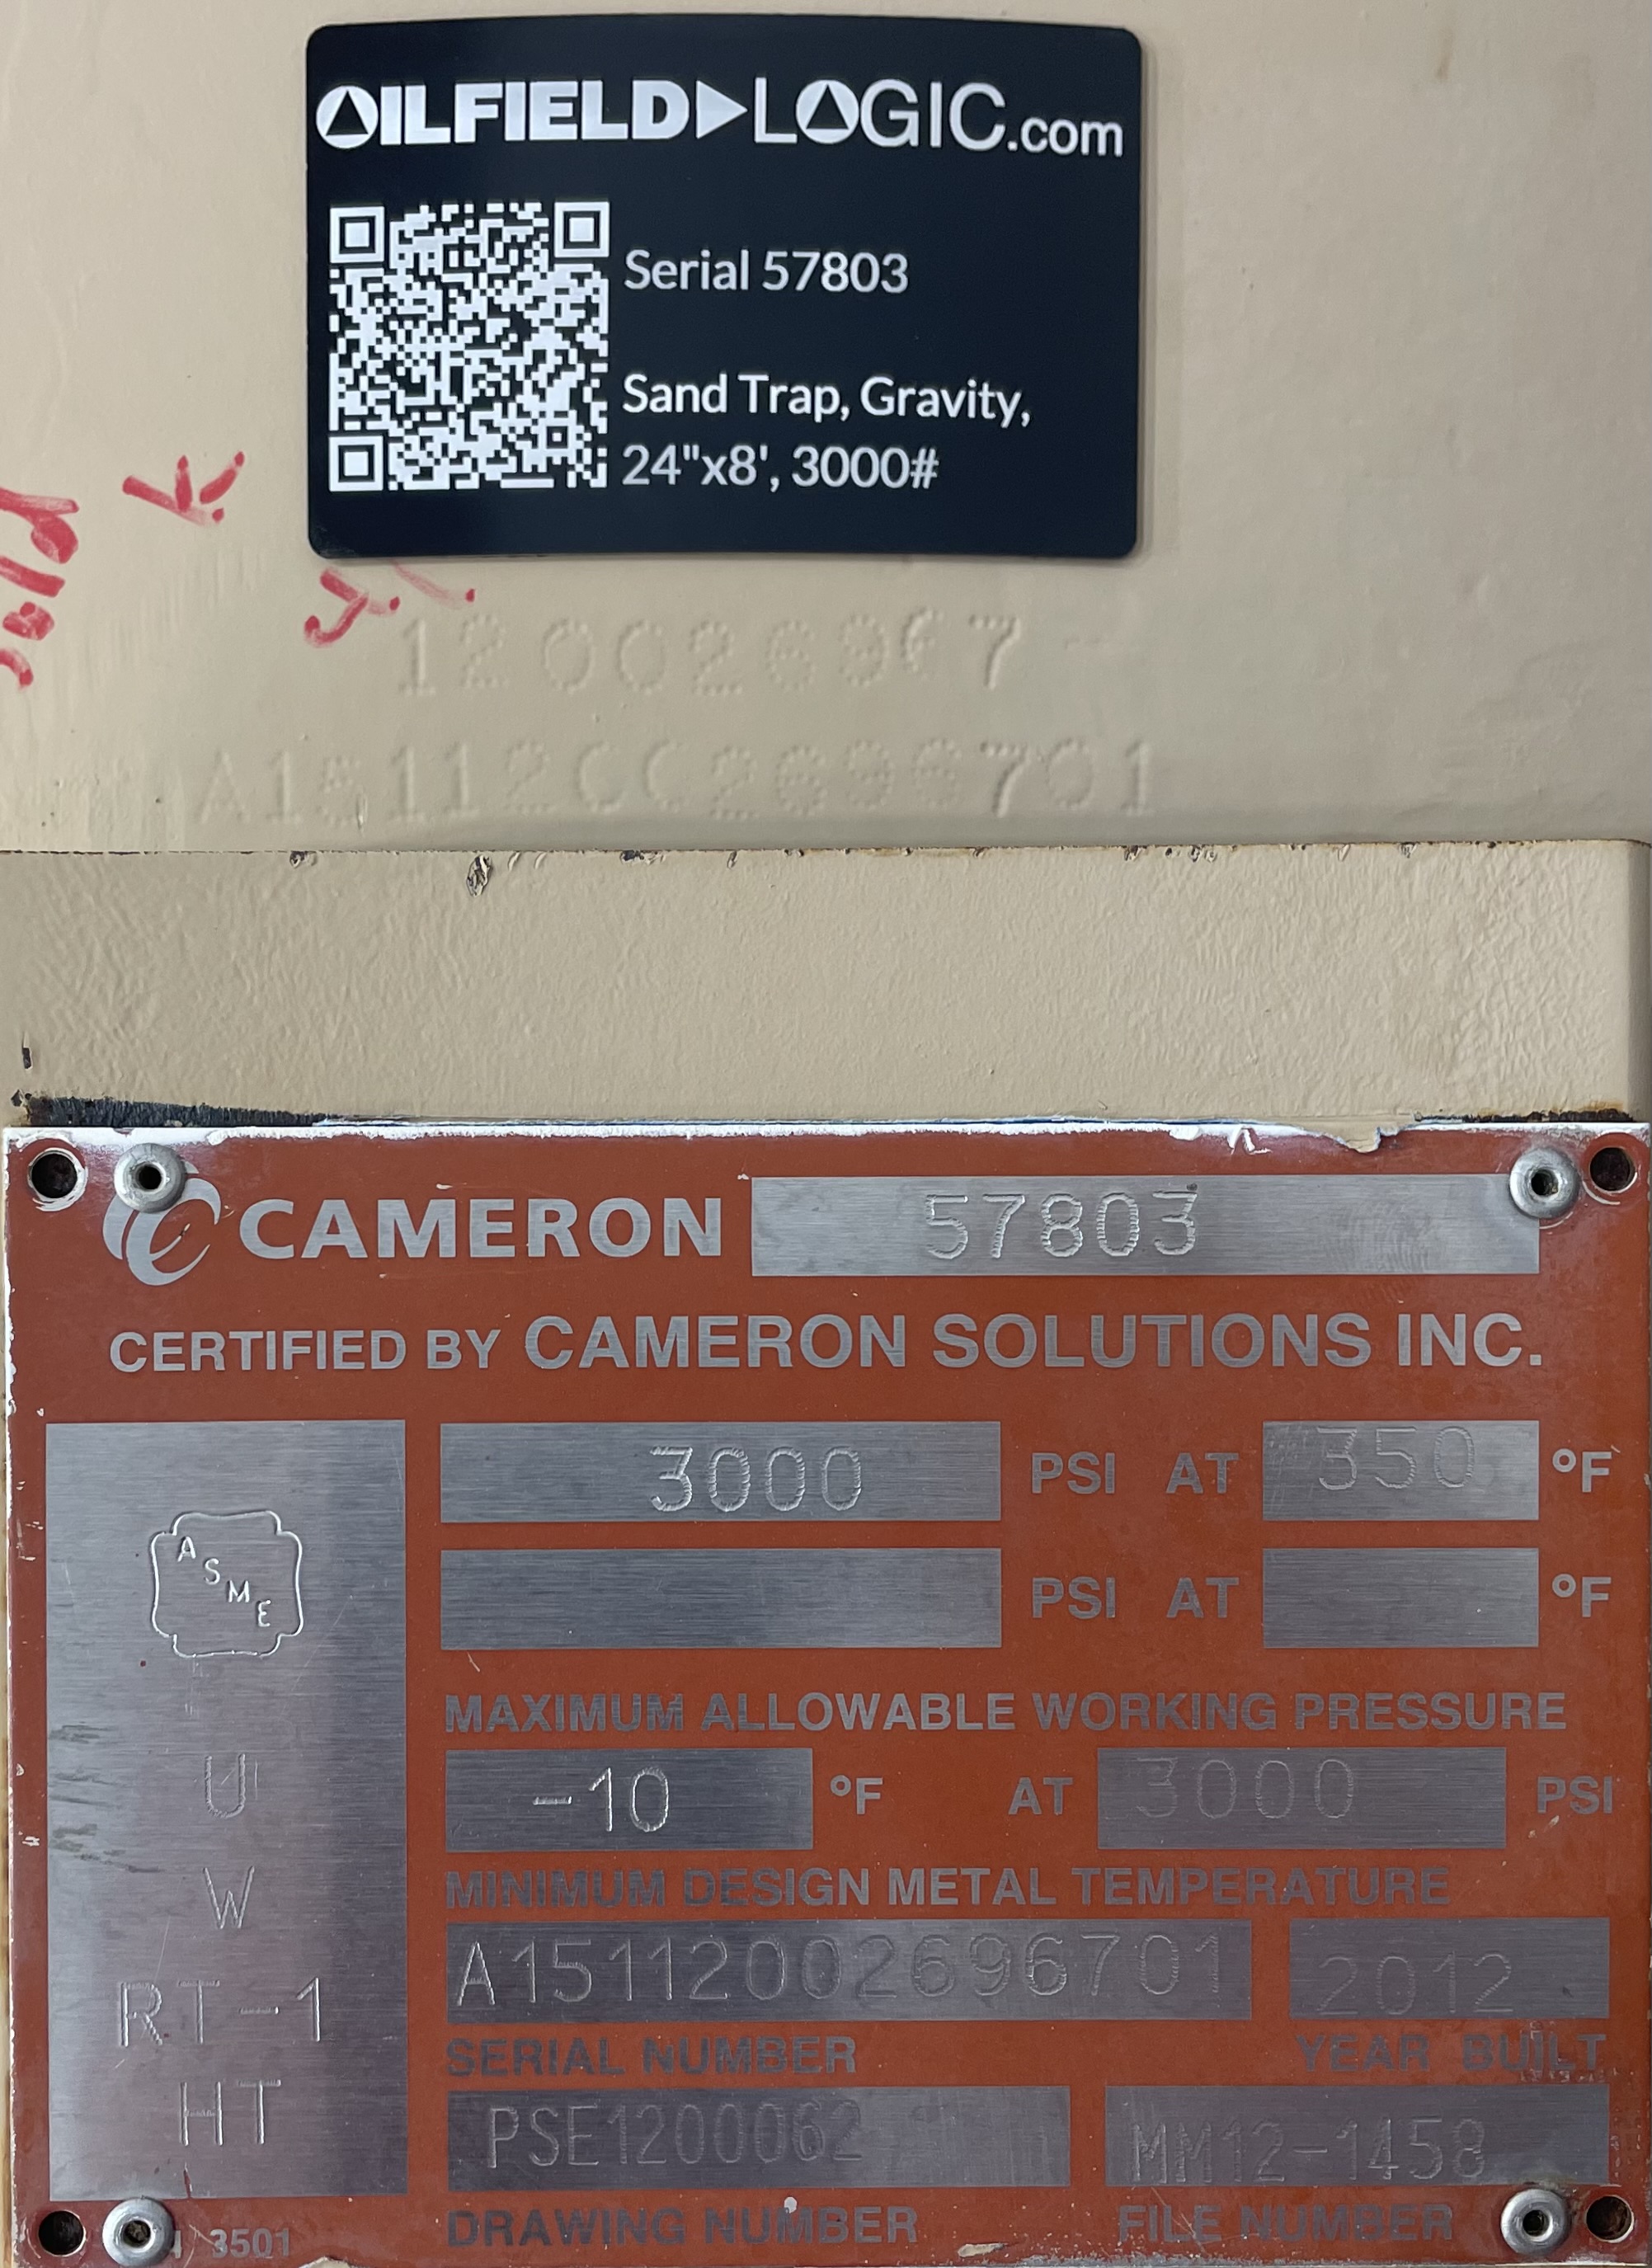 OILFIELD LOGIC.com
Serial 57803
Sand Trap, Gravity,
24"x8', 3000#
K.
J.
120026967
A15112002696701
CAMERON 57803
CERTIFIED BY CAMERON SOLUTIONS INC.
3000 PSI AT 350 °F
PSI AT °F
MAXIMUM ALLOWABLE WORKING PRESSURE
-10 °F AT 3000 PSI
MINIMUM DESIGN METAL TEMPERATURE
A15112002696701 2012
SERIAL NUMBER YEAR BUILT
PSE1200062 MM12-1458
DRAWING NUMBER FILE NUMBER
ASME
U
W
RT-1
HT
3501